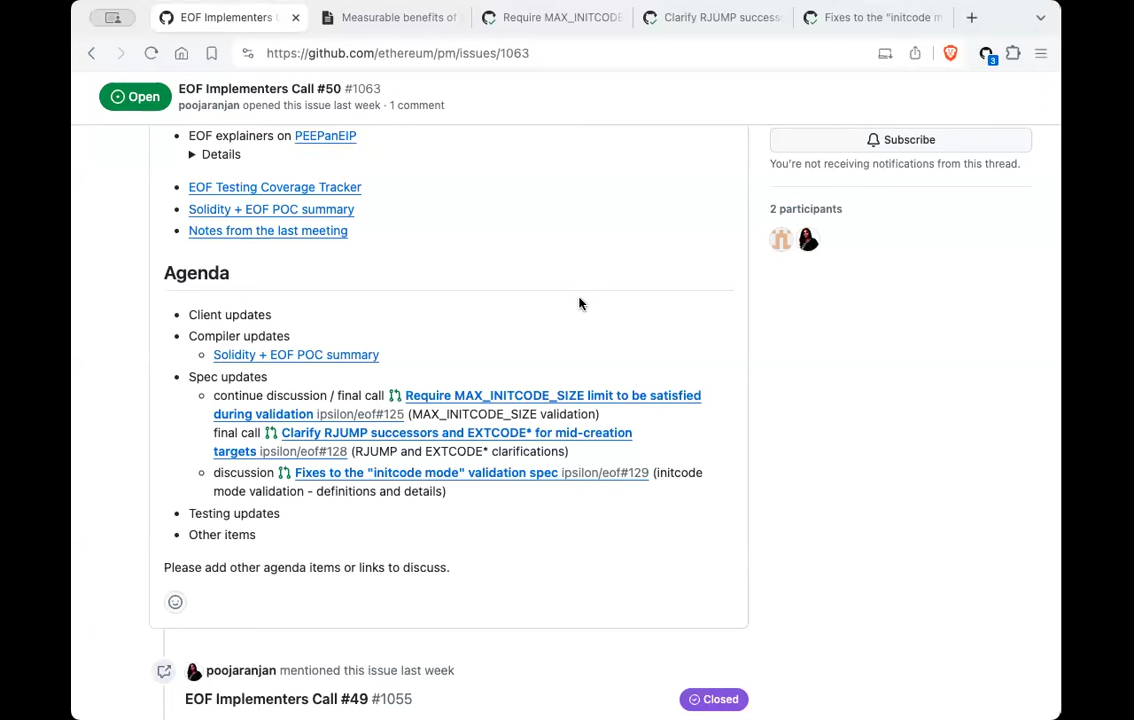 EOF Implementers C
Measurable benefits of
Require MAX_INITCODE
Clarify RJUMP success
Fixes to the "initcode m
https://github.com/ethereum/pm/issues/1063
3
Open
EOF Implementers Call #50 #1063
poojaranjan opened this issue last week · 1 comment
EOF explainers on PEEPanEIP
Details
EOF Testing Coverage Tracker
Solidity + EOF POC summary
Notes from the last meeting
Agenda
Client updates
Compiler updates
Solidity + EOF POC summary
Spec updates
continue discussion / final call Require MAX_INITCODE_SIZE limit to be satisfied
during validation ipsilon/eof#125 (MAX_INITCODE_SIZE validation)
final call Clarify RJUMP successors and EXTCODE* for mid-creation
targets ipsilon/eof#128 (RJUMP and EXTCODE* clarifications)
discussion Fixes to the "initcode mode" validation spec ipsilon/eof#129 (initcode
mode validation - definitions and details)
Testing updates
Other items
Please add other agenda items or links to discuss.
poojaranjan mentioned this issue last week
EOF Implementers Call #49 #1055
Closed
Subscribe
You're not receiving notifications from this thread.
2 participants